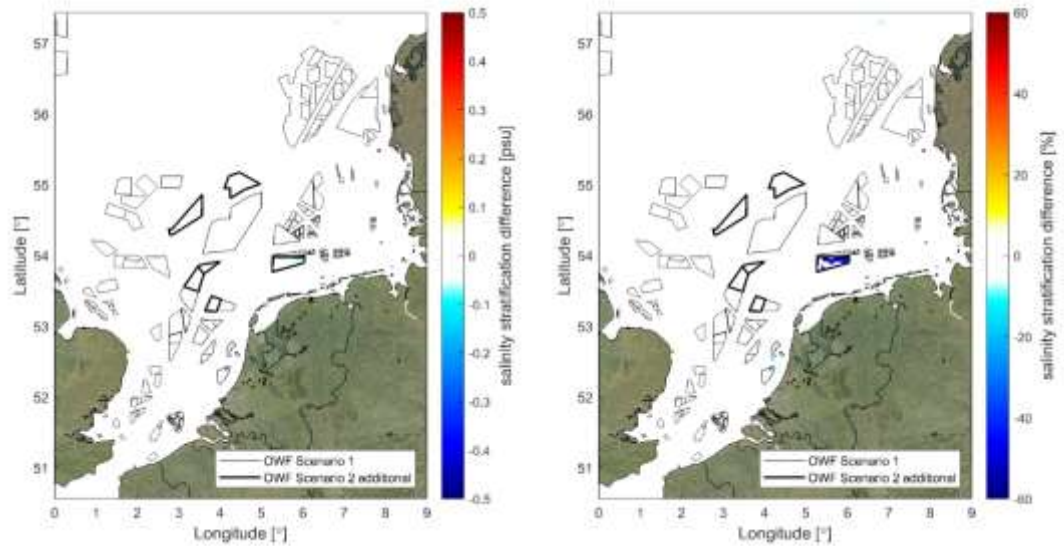 57
56
55
54
53
52
51
Latitude [°]
0 1 2 3 4 5 6 7 8 9
Longitude [°]
OWF Scenario 1
OWF Scenario 2 additional
0.5
0.4
0.3
0.2
0.1
0
-0.1
-0.2
-0.3
-0.4
-0.5
salinity stratification difference [psu]
57
56
55
54
53
52
51
Latitude [°]
0 1 2 3 4 5 6 7 8 9
Longitude [°]
OWF Scenario 1
OWF Scenario 2 additional
60
40
20
0
-20
-40
-60
salinity stratification difference [%]